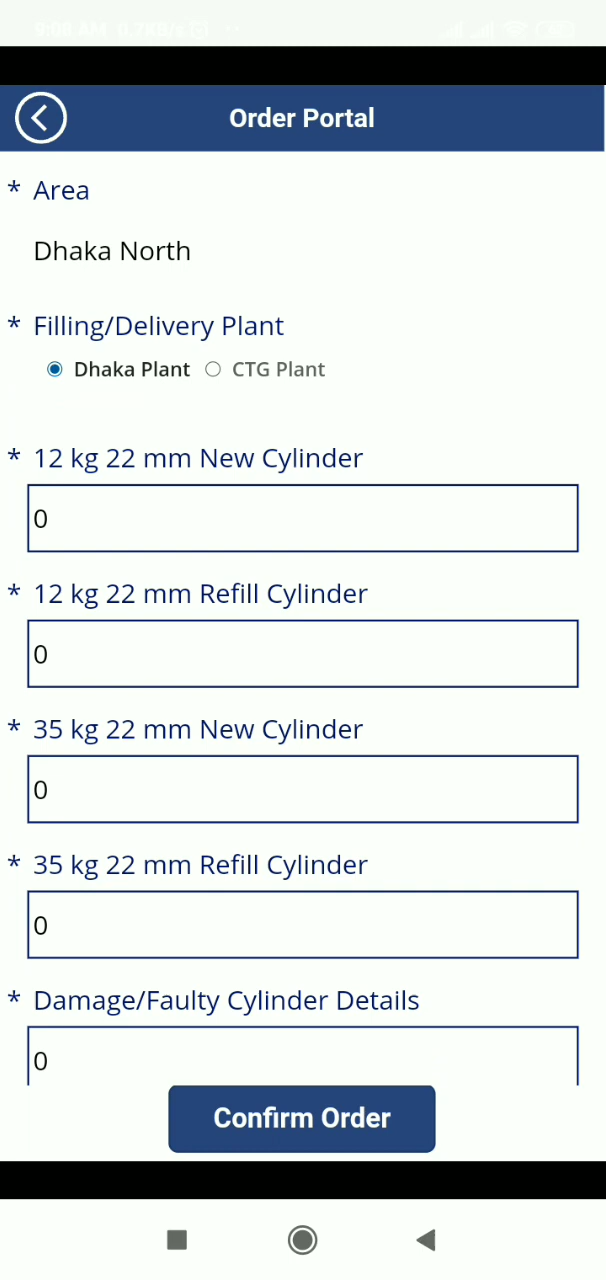 Order Portal
* Area
Dhaka North
* Filling/Delivery Plant
Dhaka Plant CTG Plant
* 12 kg 22 mm New Cylinder
0
* 12 kg 22 mm Refill Cylinder
0
* 35 kg 22 mm New Cylinder
0
* 35 kg 22 mm Refill Cylinder
0
* Damage/Faulty Cylinder Details
0
Confirm Order